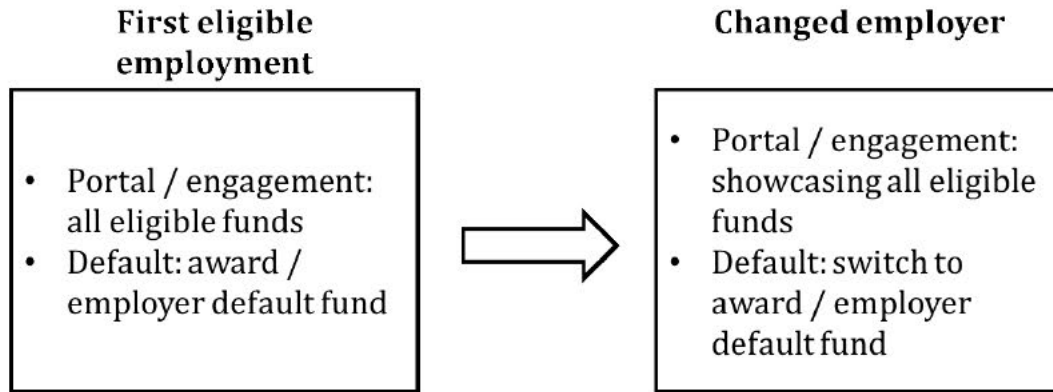 First eligible
employment
• Portal / engagement:
all eligible funds
• Default: award /
employer default fund
Changed employer
• Portal / engagement:
showcasing all eligible
funds
• Default: switch to
award / employer
default fund